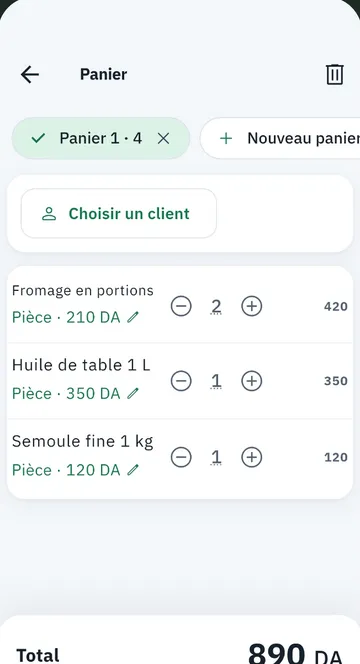 Panier
Panier 1 · 4
Nouveau panier
Choisir un client
Fromage en portions
Pièce · 210 DA
2
420
Huile de table 1 L
Pièce · 350 DA
1
350
Semoule fine 1 kg
Pièce · 120 DA
1
120
Total
890 DA